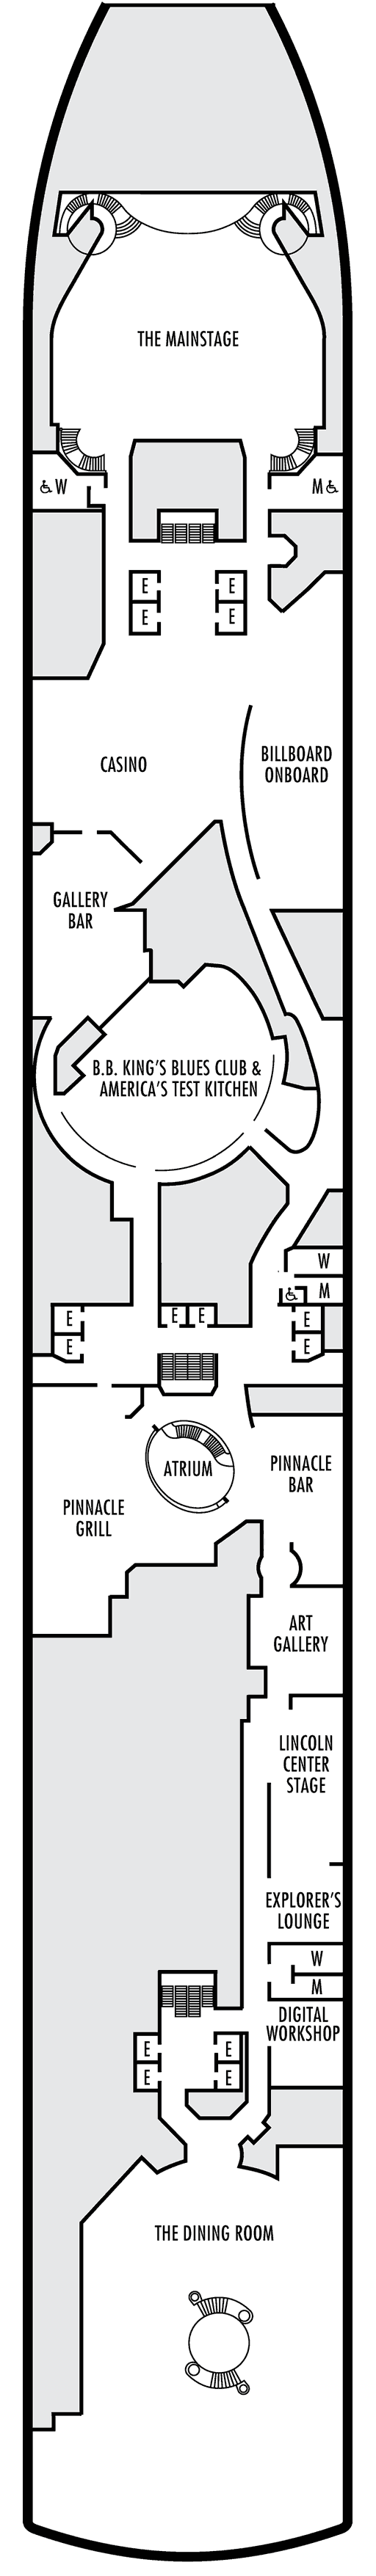 THE MAINSTAGE
W
M
E
E
E
E
CASINO
BILLBOARD
ONBOARD
GALLERY
BAR
B.B. KING'S BLUES CLUB &
AMERICA'S TEST KITCHEN
W
M
E
E
E
E
E
E
ATRIUM
PINNACLE
BAR
PINNACLE
GRILL
ART
GALLERY
LINCOLN
CENTER
STAGE
EXPLORER'S
LOUNGE
W
M
DIGITAL
WORKSHOP
E
E
E
E
THE DINING ROOM